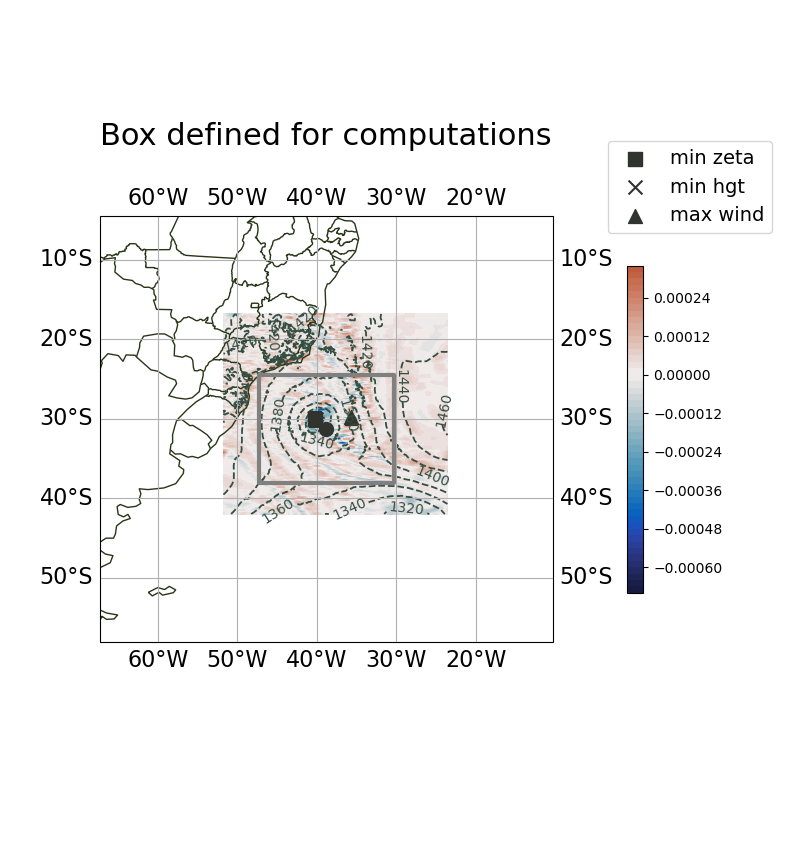 Box defined for computations
min zeta
min hgt
max wind
60°W 50°W 40°W 30°W 20°W
10°S 10°S
20°S 20°S
30°S 30°S
40°S 40°S
50°S 50°S
60°W 50°W 40°W 30°W 20°W
1420
1440
1460
1380
1340
1400
1360
1340
1320
0.00024
0.00012
0.00000
−0.00012
−0.00024
−0.00036
−0.00048
−0.00060